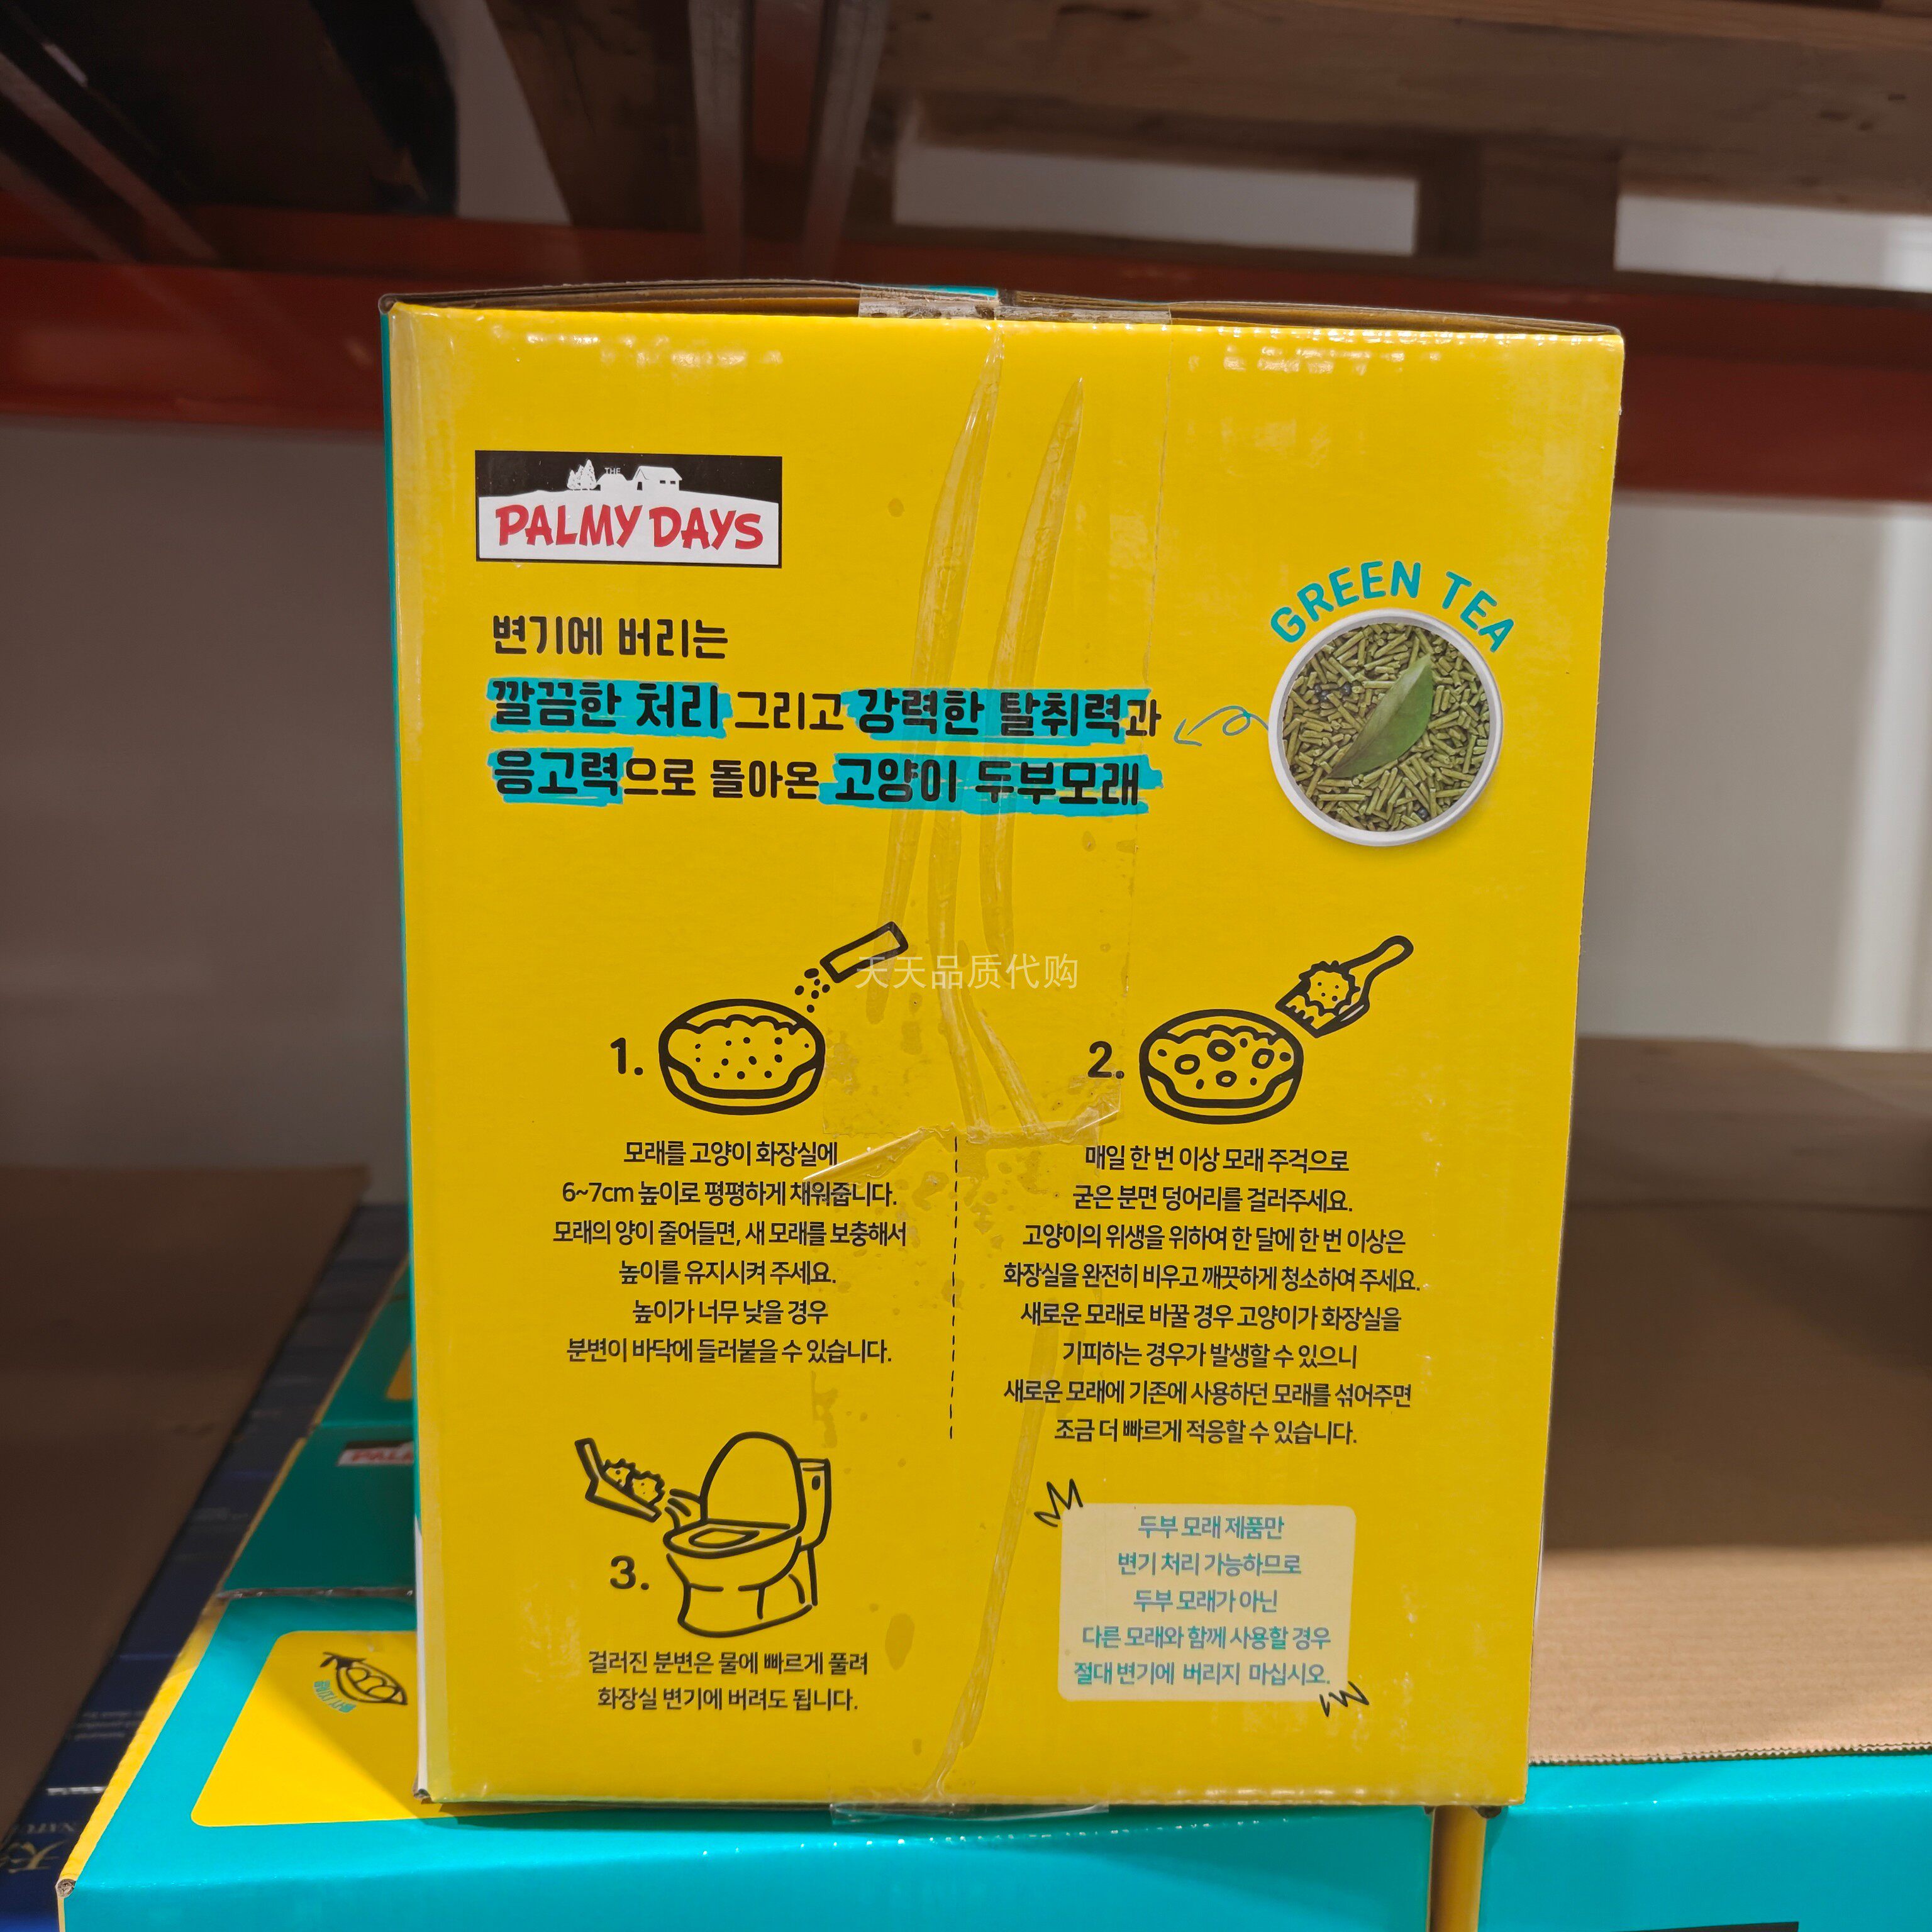 THE
PALMY DAYS
GREEN TEA
변기에 버리는
깔끔한 처리 그리고 강력한 탈취력과
응고력으로 돌아온 고양이 두부모래
天天品质代购
1.
모래를 고양이 화장실에
6~7cm 높이로 평평하게 채워줍니다.
모래의 양이 줄어들면, 새 모래를 보충해서
높이를 유지시켜 주세요.
높이가 너무 낮을 경우
분변이 바닥에 들러붙을 수 있습니다.
2.
매일 한 번 이상 모래 주걱으로
굳은 분면 덩어리를 걸러주세요.
고양이의 위생을 위하여 한 달에 한 번 이상은
화장실을 완전히 비우고 깨끗하게 청소하여 주세요.
새로운 모래로 바꿀 경우 고양이가 화장실을
기피하는 경우가 발생할 수 있으니
새로운 모래에 기존에 사용하던 모래를 섞어주면
조금 더 빠르게 적응할 수 있습니다.
3.
걸러진 분변은 물에 빠르게 풀려
화장실 변기에 버려도 됩니다.
두부 모래 제품만
변기 처리 가능하므로
두부 모래가 아닌
다른 모래와 함께 사용할 경우
절대 변기에 버리지 마십시오.